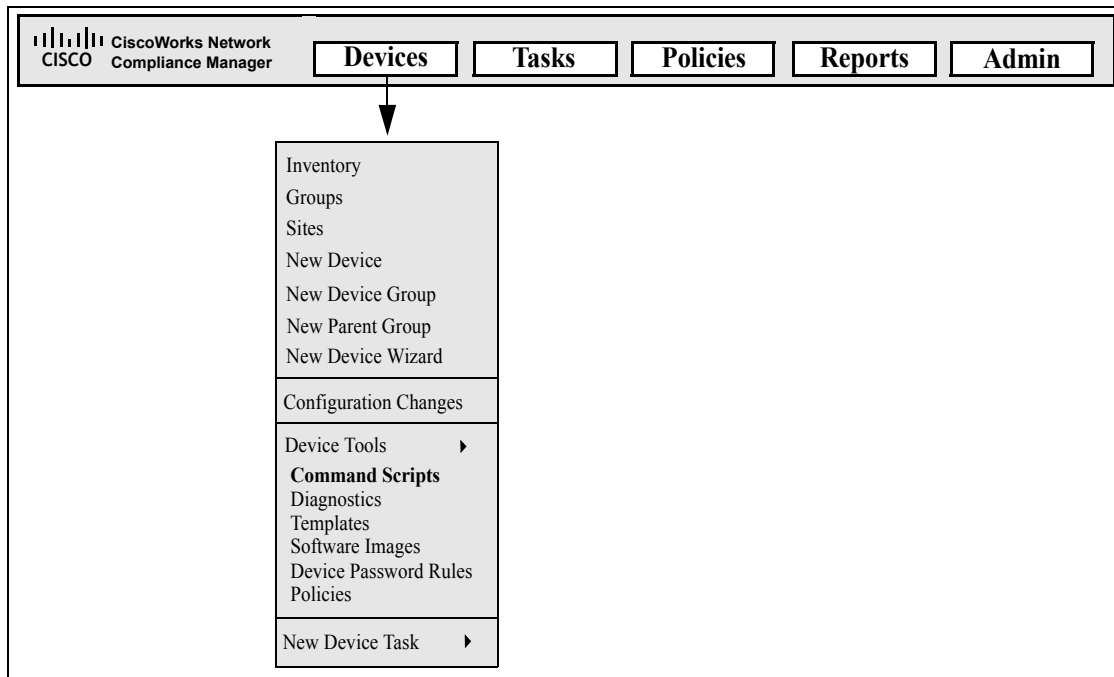 CiscoWorks Network
CISCO Compliance Manager
Devices Tasks Policies Reports Admin
Inventory
Groups
Sites
New Device
New Device Group
New Parent Group
New Device Wizard
Configuration Changes
Device Tools
Command Scripts
Diagnostics
Templates
Software Images
Device Password Rules
Policies
New Device Task